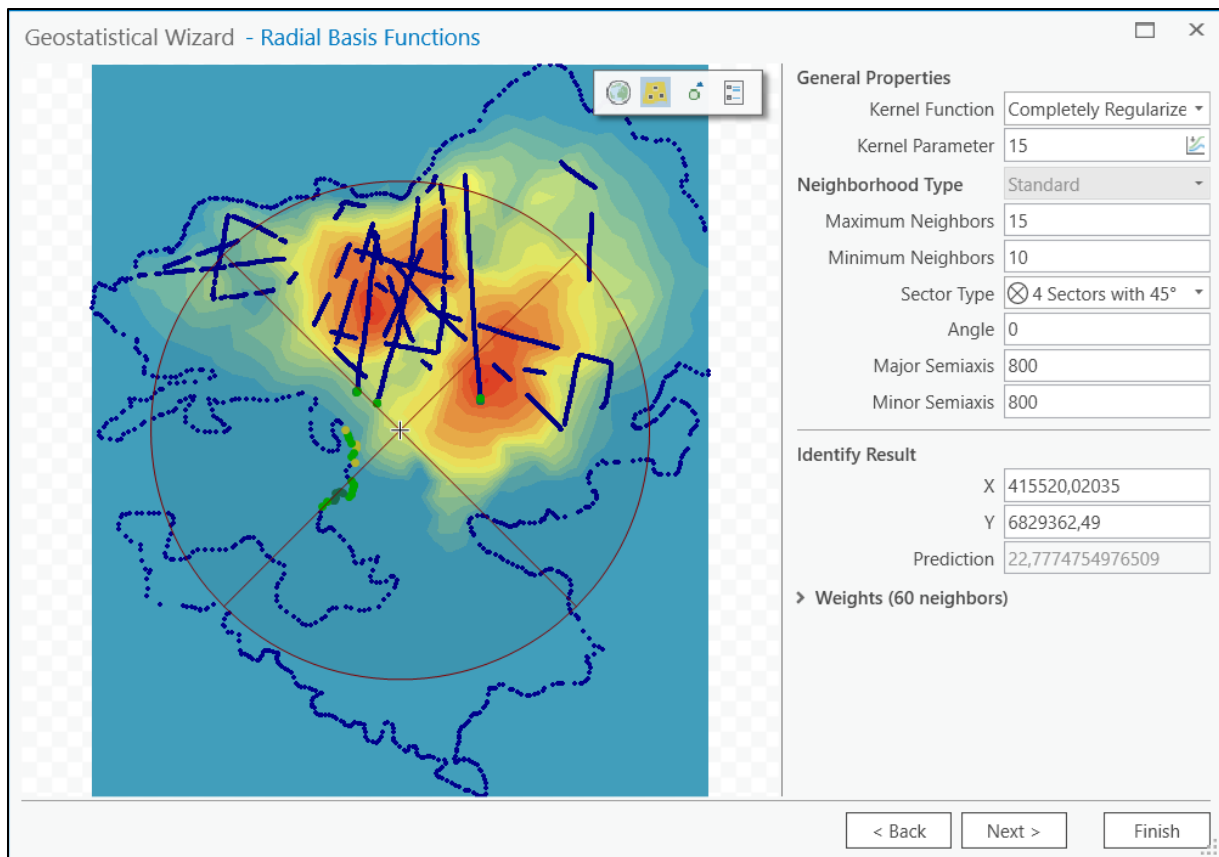 Geostatistical Wizard - Radial Basis Functions
General Properties
Kernel Function Completely Regularize
Kernel Parameter 15
Neighborhood Type Standard
Maximum Neighbors 15
Minimum Neighbors 10
Sector Type 4 Sectors with 45°
Angle 0
Major Semiaxis 800
Minor Semiaxis 800
Identify Result
X 415520,02035
Y 6829362,49
Prediction 22,7774754976509
> Weights (60 neighbors)
< Back Next > Finish